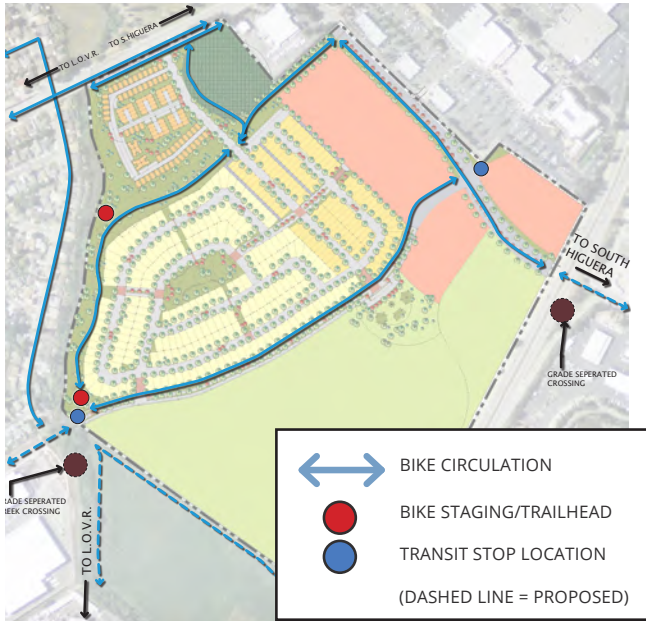 TO L.O.V.R. TO S HIGUERA
TO SOUTH
HIGUERA
GRADE SEPERATED
CROSSING
RADE SEPERATED
REEK CROSSING
TO L.O.V.R.
BIKE CIRCULATION
BIKE STAGING/TRAILHEAD
TRANSIT STOP LOCATION
(DASHED LINE = PROPOSED)